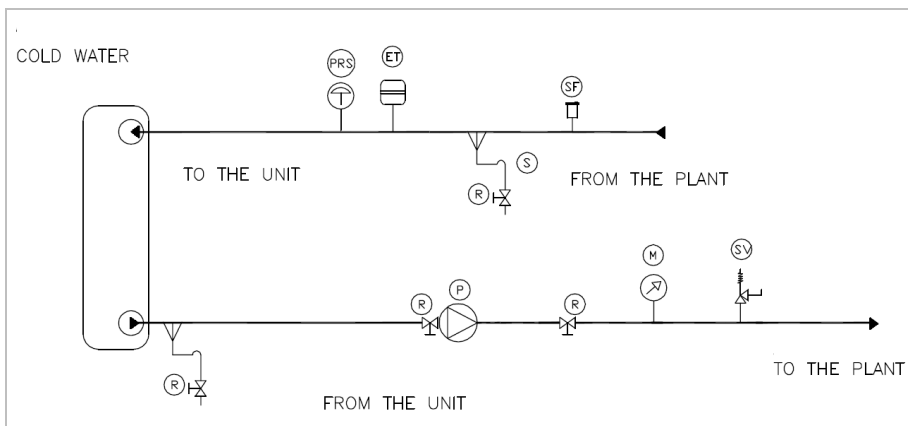 COLD WATER
PRS
ET
SF
TO THE UNIT
S
FROM THE PLANT
R
M
SV
R
P
R
TO THE PLANT
R
FROM THE UNIT